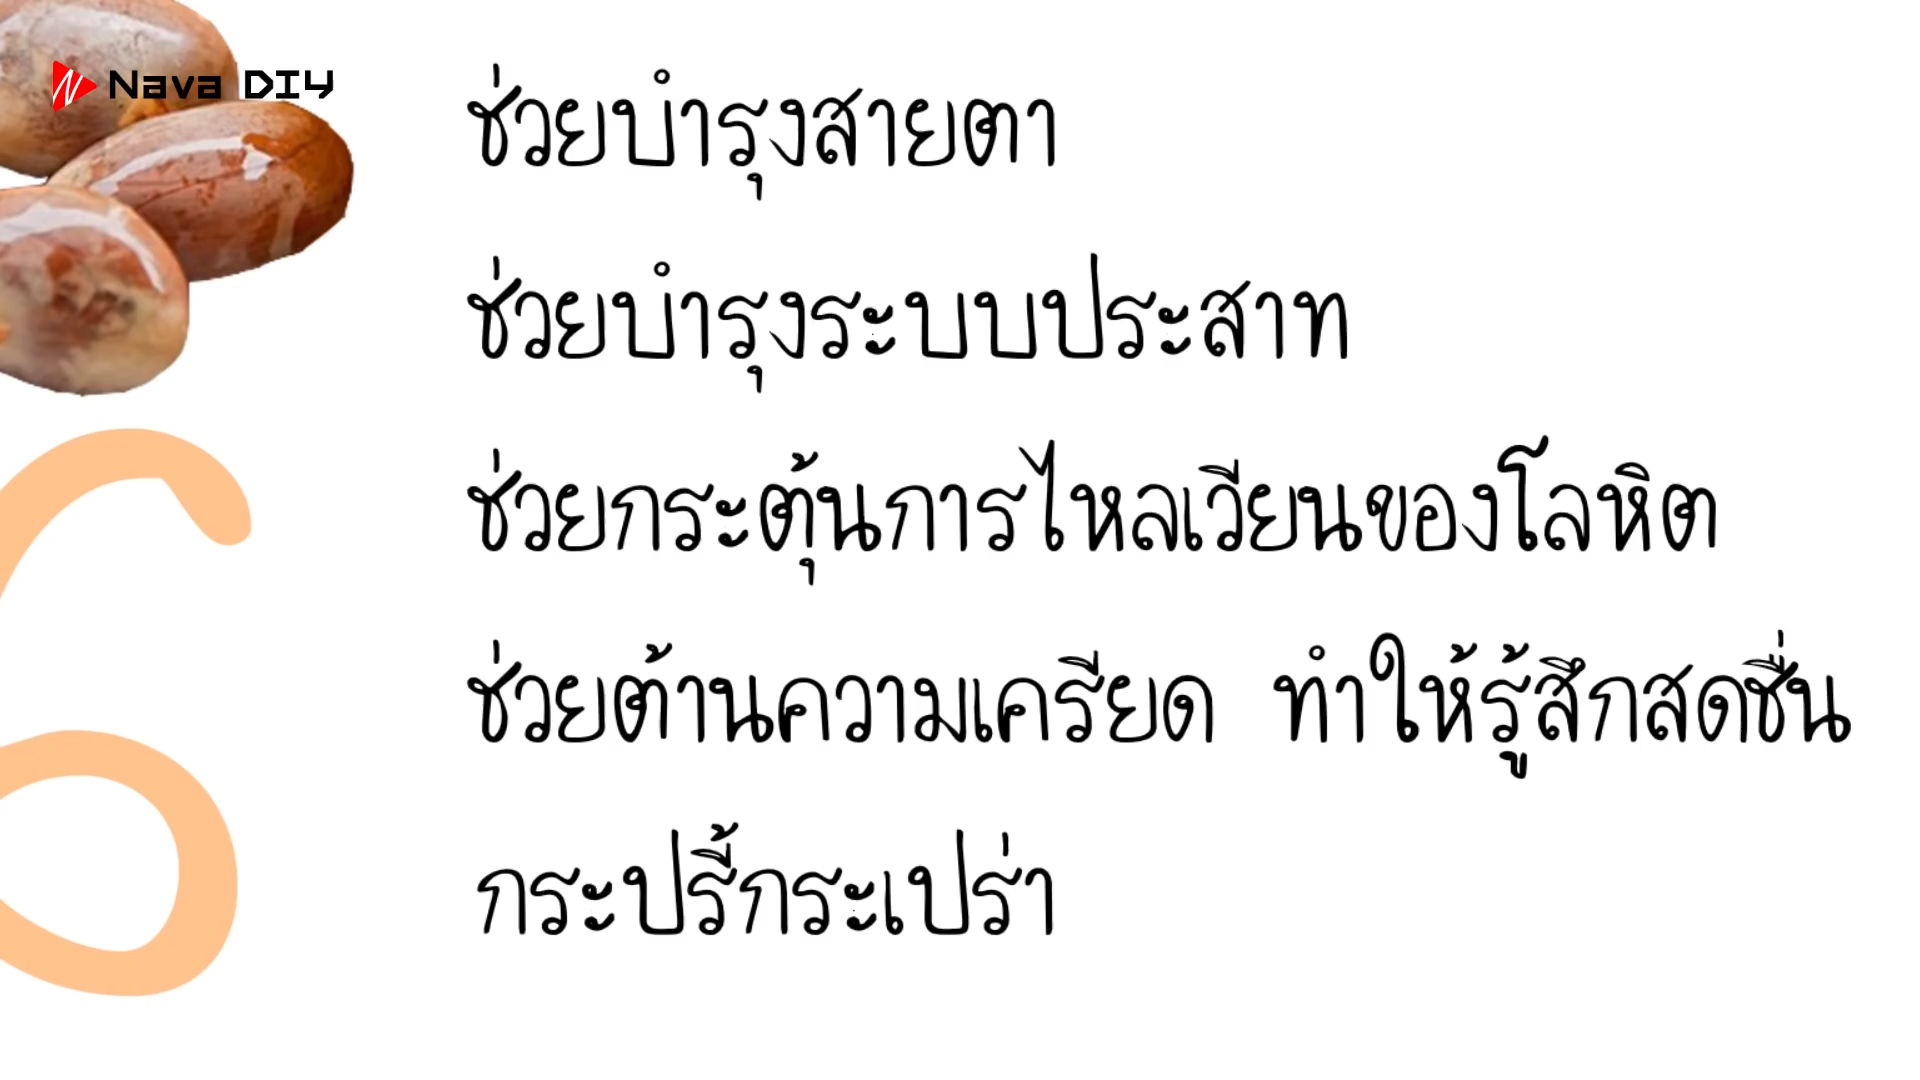 Nava DIY
ช่วยบำรุงสายตา
ช่วยบำรุงระบบประสาท
ช่วยกระตุ้นการไหลเวียนของโลหิต
ช่วยต้านความเครียด ทำให้รู้สึกสดชื่น
กระปรี้กระเปร่า